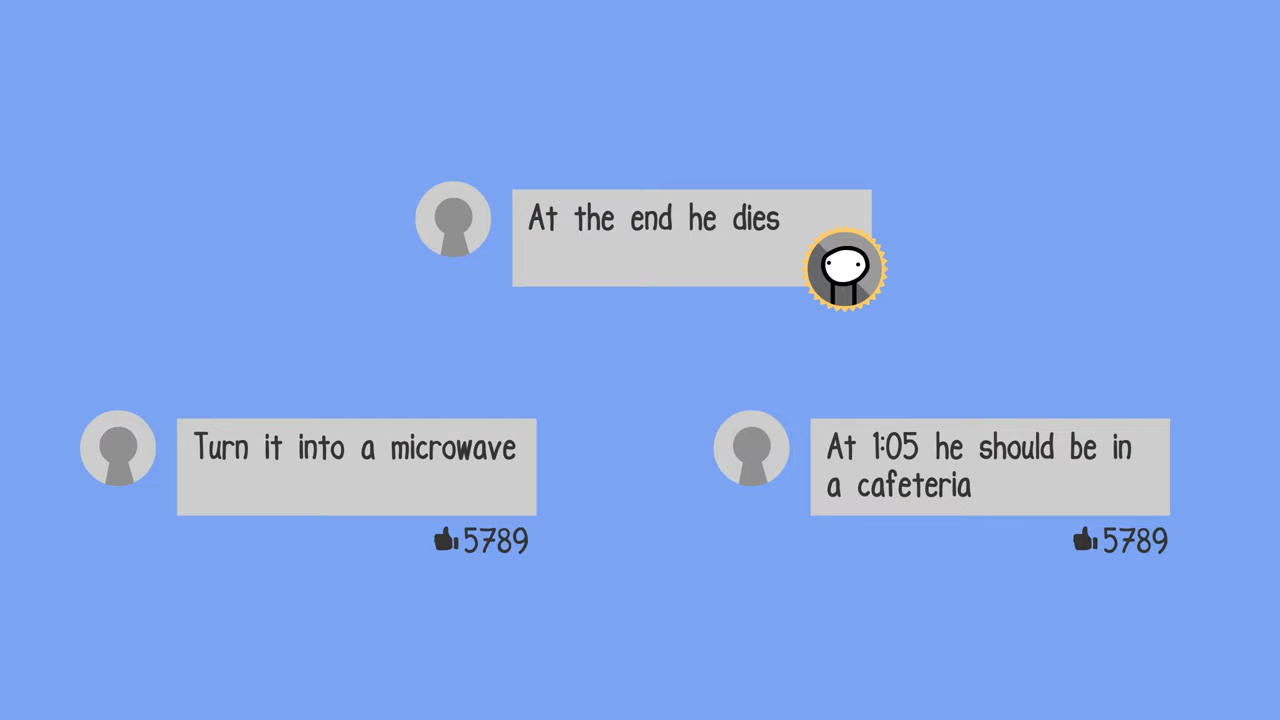 At the end he dies
Turn it into a microwave
5789
At 1:05 he should be in
a cafeteria
5789